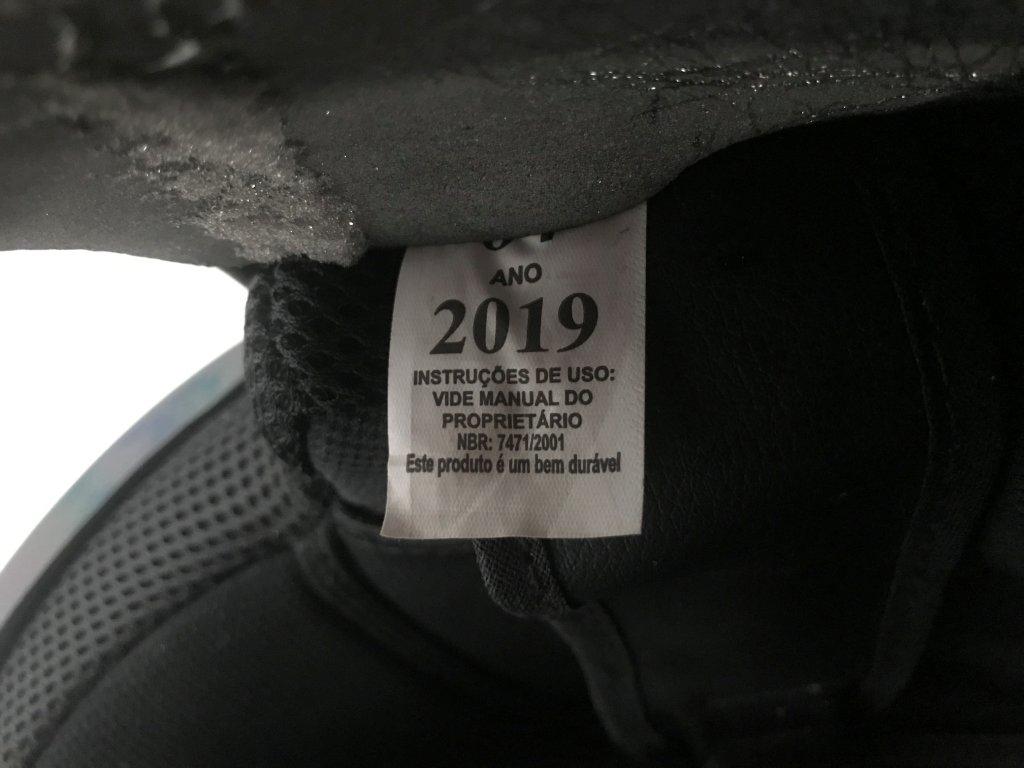 ANO
2019
INSTRUÇÕES DE USO:
VIDE MANUAL DO
PROPRIETÁRIO
NBR: 7471/2001
Este produto é um bem durável